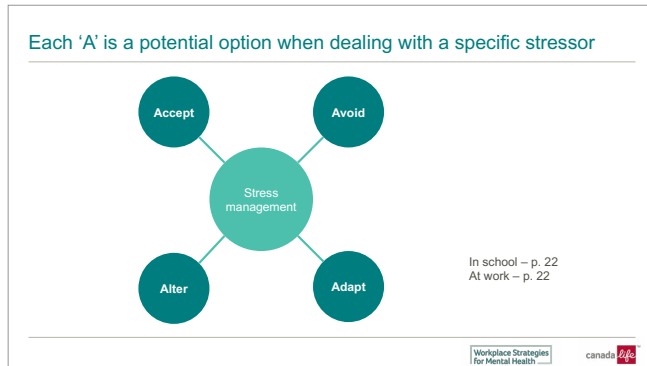 Each ‘A’ is a potential option when dealing with a specific stressor
Accept
Avoid
Stress
management
Alter
Adapt
In school – p. 22
At work – p. 22
Workplace Strategies
for Mental Health
canada life